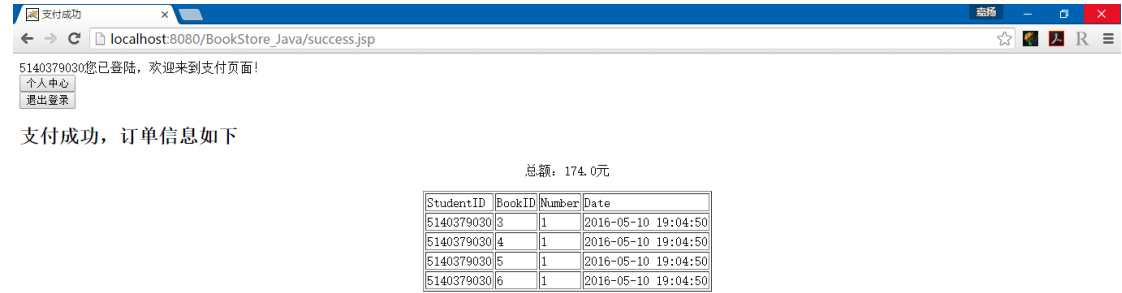 支付成功
嘉扬
localhost:8080/BookStore_Java/success.jsp
R
5140379030您已登陆，欢迎来到支付页面！
个人中心
退出登录
支付成功，订单信息如下
总额：174.0元
StudentID BookID Number Date
5140379030 3 1 2016-05-10 19:04:50
5140379030 4 1 2016-05-10 19:04:50
5140379030 5 1 2016-05-10 19:04:50
5140379030 6 1 2016-05-10 19:04:50